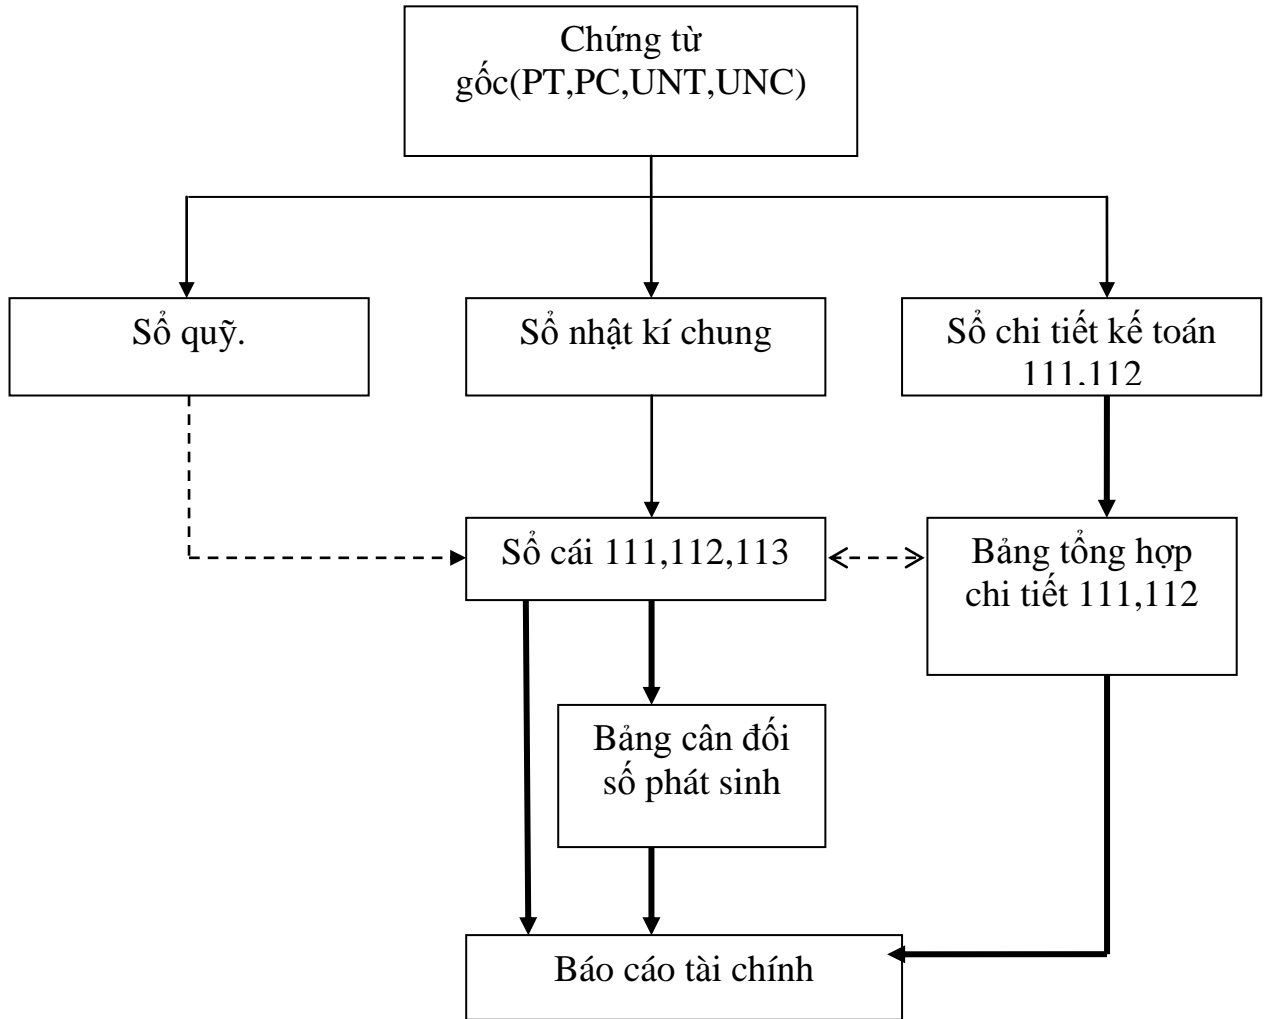 Chứng từ
gốc(PT,PC,UNT,UNC)
Sổ quỹ.
Sổ nhật kí chung
Sổ chi tiết kế toán
111,112
Sổ cái 111,112,113
Bảng tổng hợp
chi tiết 111,112
Bảng cân đối
số phát sinh
Báo cáo tài chính